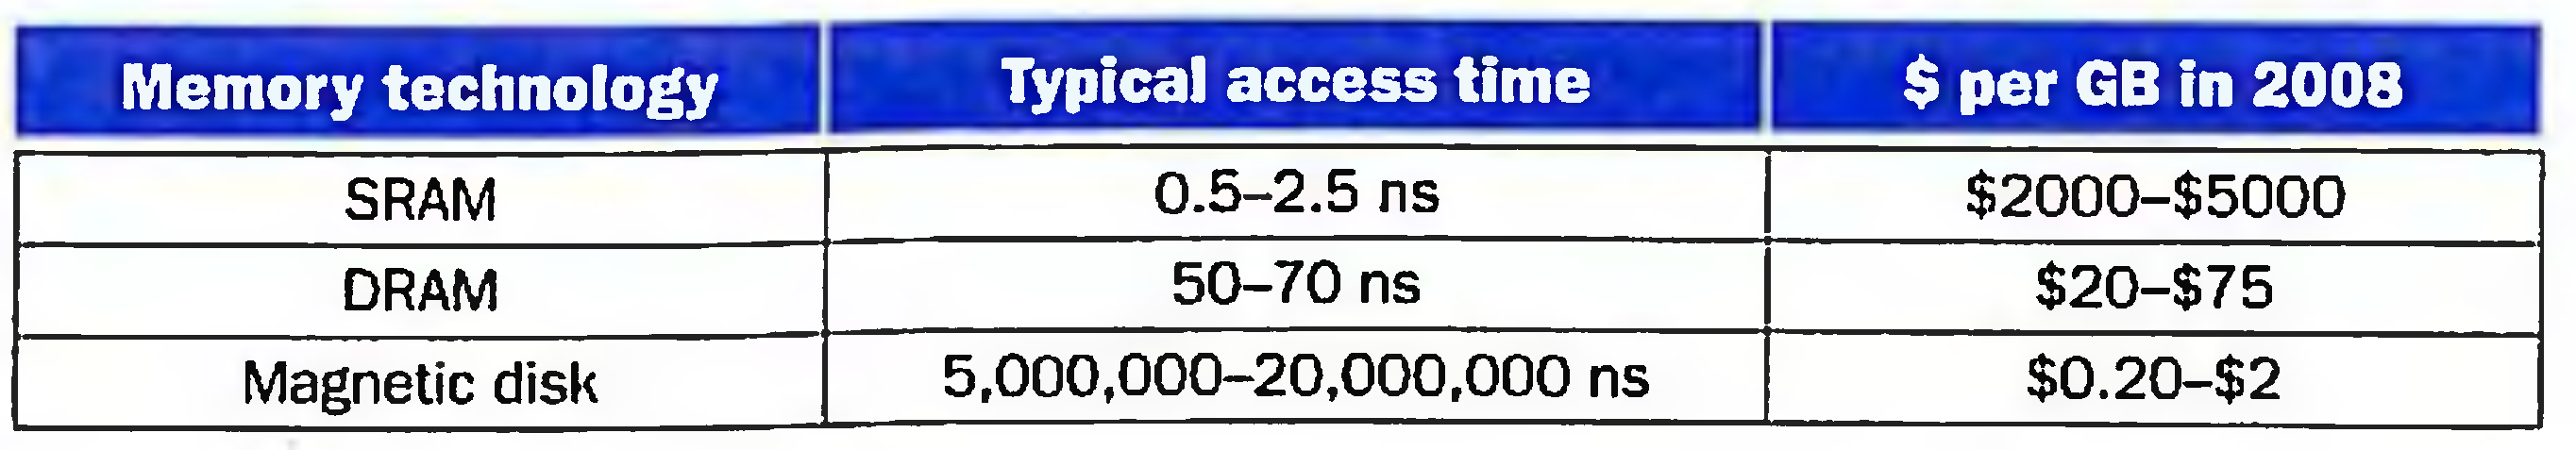 Memory technology Typical access time $ per GB in 2008
SRAM 0.5–2.5 ns $2000–$5000
DRAM 50–70 ns $20–$75
Magnetic disk 5,000,000–20,000,000 ns $0.20–$2